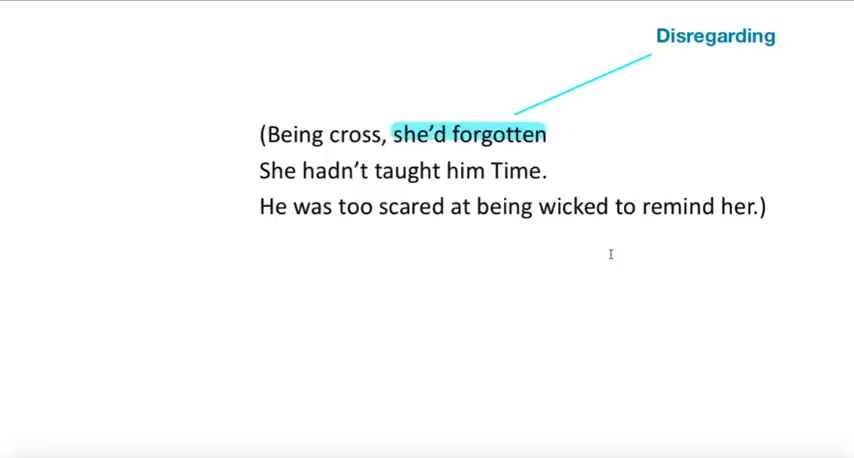 Disregarding
(Being cross, she’d forgotten
She hadn’t taught him Time.
He was too scared at being wicked to remind her.)